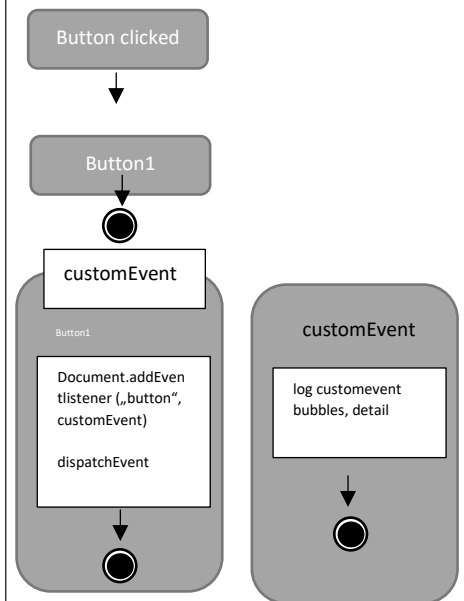 Button clicked
Button1
customEvent
Button1
Document.addEven
tlistener („button“,
customEvent)
dispatchEvent
customEvent
log customevent
bubbles, detail